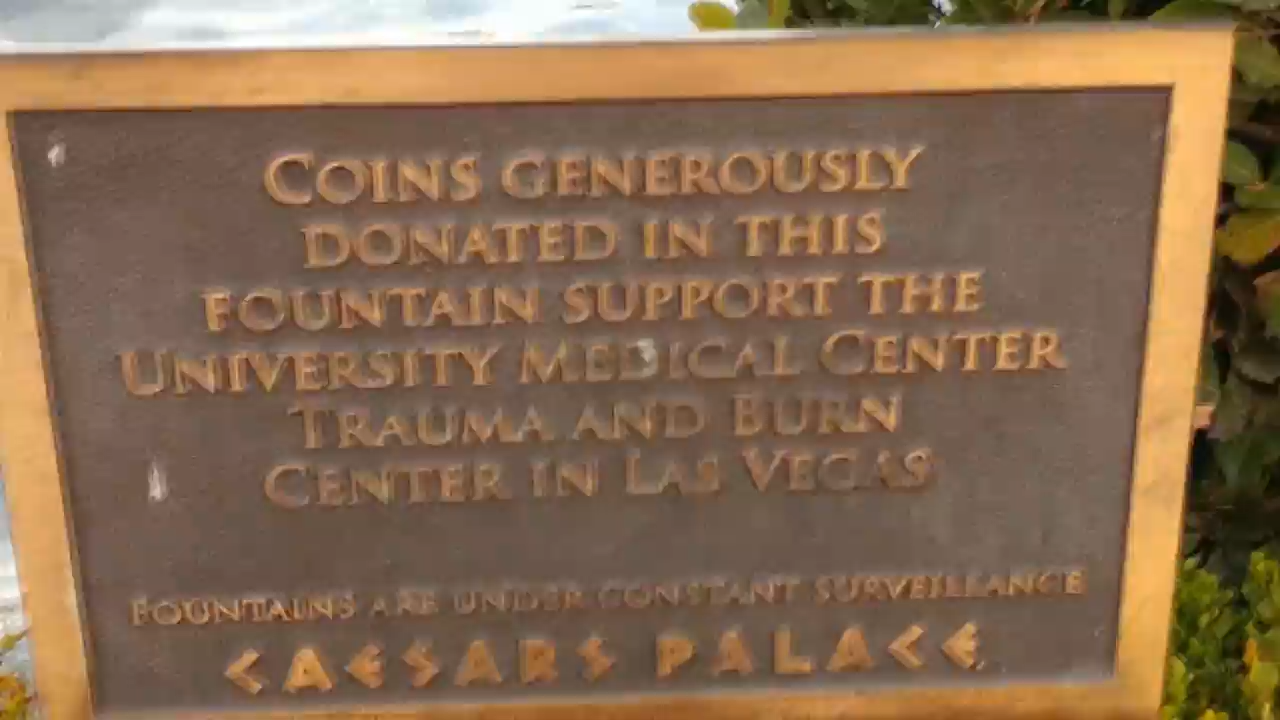 COINS GENEROUSLY
DONATED IN THIS
FOUNTAIN SUPPORT THE
UNIVERSITY MEDICAL CENTER
TRAUMA AND BURN
CENTER IN LAS VEGAS
FOUNTAINS ARE UNDER CONSTANT SURVEILLANCE
CAESARS PALACE